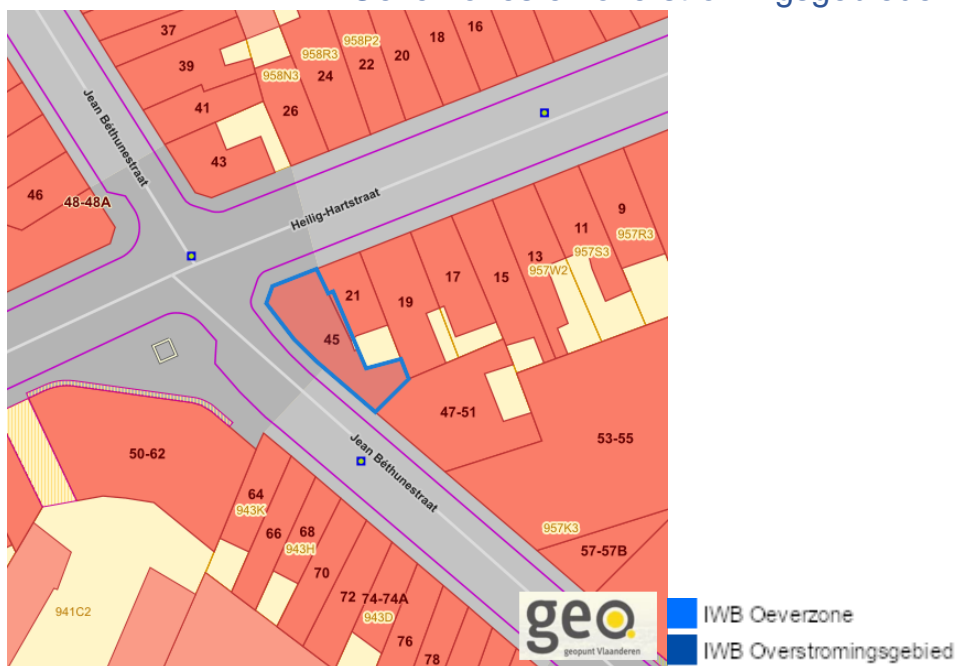 37
39
41
43
958N3
26
958R3
24
958P2
22
20
18
16
Jean Béthunestraat
46
48-48A
Heilig-Hartstraat
21
19
17
15
13
957W2
11
957S3
9
957R3
45
47-51
53-55
50-62
Jean Béthunestraat
64
943K
66
68
943H
70
72
74-74A
943D
76
78
957K3
57-57B
941C2
geo
geopunt Vlaanderen
IWB Oeverzone
IWB Overstromingsgebied